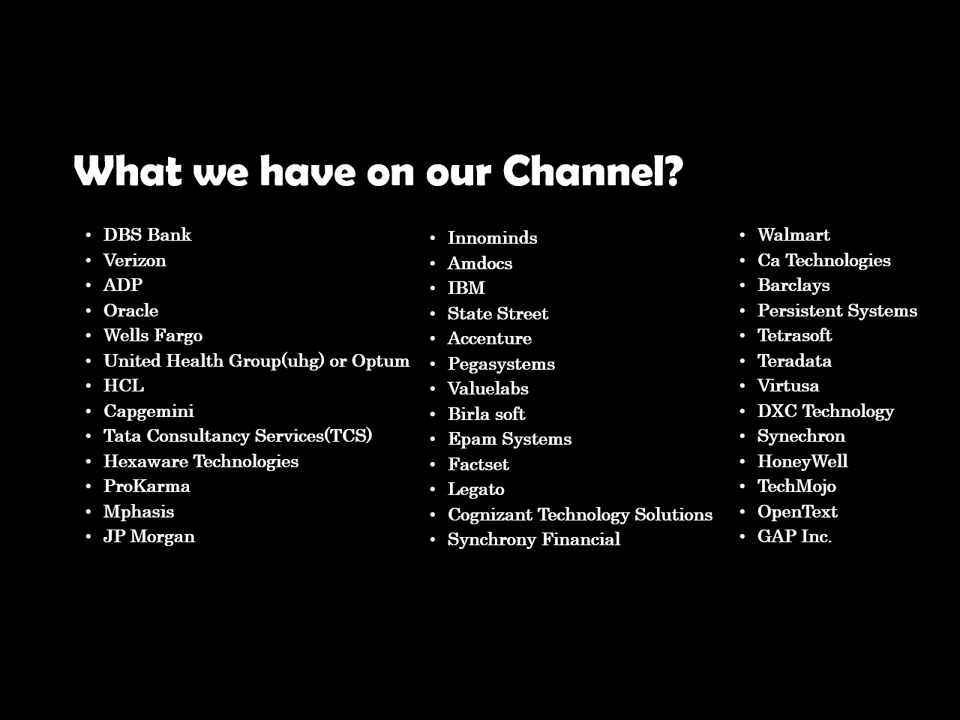 What we have on our Channel?
• DBS Bank
• Verizon
• ADP
• Oracle
• Wells Fargo
• United Health Group(uhg) or Optum
• HCL
• Capgemini
• Tata Consultancy Services(TCS)
• Hexaware Technologies
• ProKarma
• Mphasis
• JP Morgan
• Innominds
• Amdocs
• IBM
• State Street
• Accenture
• Pegasystems
• Valuelabs
• Birla soft
• Epam Systems
• Factset
• Legato
• Cognizant Technology Solutions
• Synchrony Financial
• Walmart
• Ca Technologies
• Barclays
• Persistent Systems
• Tetrasoft
• Teradata
• Virtusa
• DXC Technology
• Synechron
• HoneyWell
• TechMojo
• OpenText
• GAP Inc.